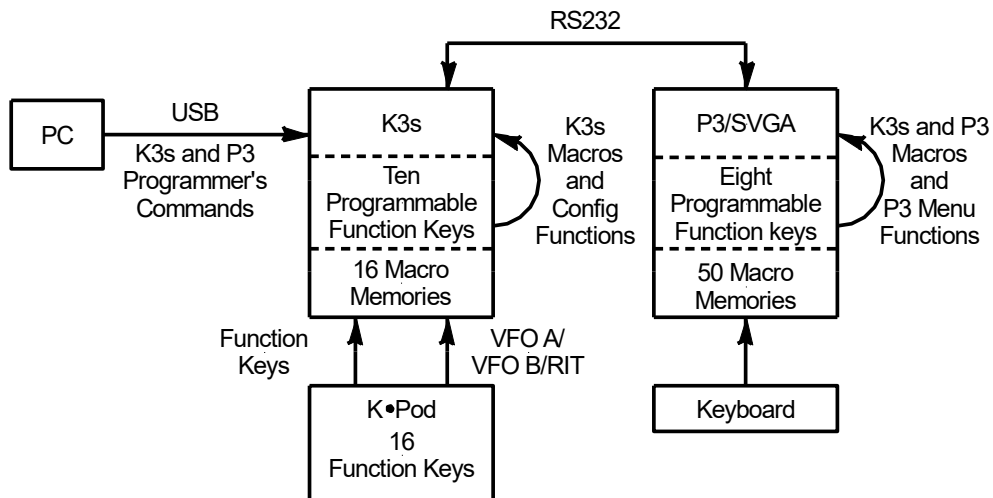 RS232
PC
USB
K3s and P3
Programmer's
Commands
K3s
Ten
Programmable
Function Keys
16 Macro
Memories
K3s
Macros
and
Config
Functions
P3/SVGA
Eight
Programmable
Function keys
50 Macro
Memories
K3s and P3
Macros
and
P3 Menu
Functions
Function
Keys
VFO A/
VFO B/RIT
K•Pod
16
Function Keys
Keyboard